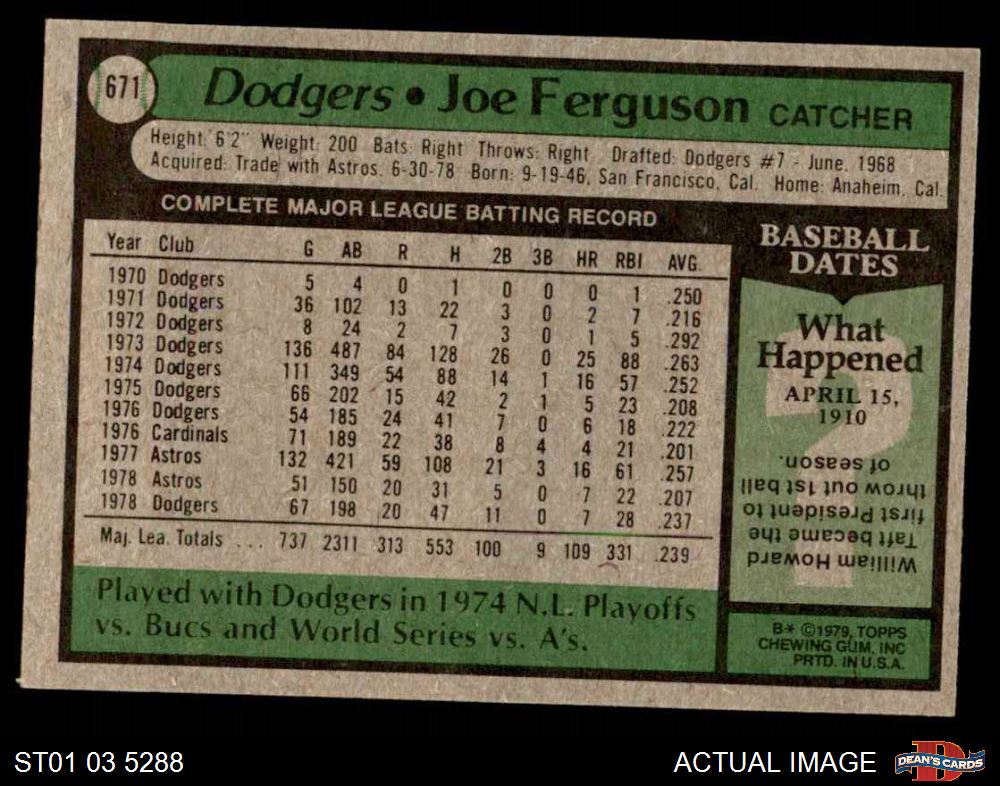 671
Dodgers • Joe Ferguson CATCHER
Height: 6'2" Weight: 200 Bats: Right Throws: Right Drafted: Dodgers #7 - June, 1968
Acquired: Trade with Astros, 6-30-78 Born: 9-19-46, San Francisco, Cal. Home: Anaheim, Cal.
COMPLETE MAJOR LEAGUE BATTING RECORD
Year Club G AB R H 2B 3B HR RBI AVG.
1970 Dodgers 5 4 0 1 0 0 0 1 .250
1971 Dodgers 36 102 13 22 3 0 2 7 .216
1972 Dodgers 8 24 2 7 3 0 1 5 .292
1973 Dodgers 136 487 84 128 26 0 25 88 .263
1974 Dodgers 111 349 54 88 14 1 16 57 .252
1975 Dodgers 66 202 15 42 2 1 5 23 .208
1976 Dodgers 54 185 24 41 7 0 6 18 .222
1976 Cardinals 71 189 22 38 8 4 4 21 .201
1977 Astros 132 421 59 108 21 3 16 61 .257
1978 Astros 51 150 20 31 5 0 7 22 .207
1978 Dodgers 67 198 20 47 11 0 7 28 .237
Maj. Lea. Totals ... 737 2311 313 553 100 9 109 331 .239
Played with Dodgers in 1974 N.L. Playoffs
vs. Bucs and World Series vs. A's.
BASEBALL
DATES
What
Happened
APRIL 15,
1910
William Howard
Taft became the
first President to
throw out 1st ball
of season.
B* ©1979, TOPPS
CHEWING GUM, INC
PRTD. IN U.S.A.
ST01 03 5288
ACTUAL IMAGE
D
DEAN'S CARDS